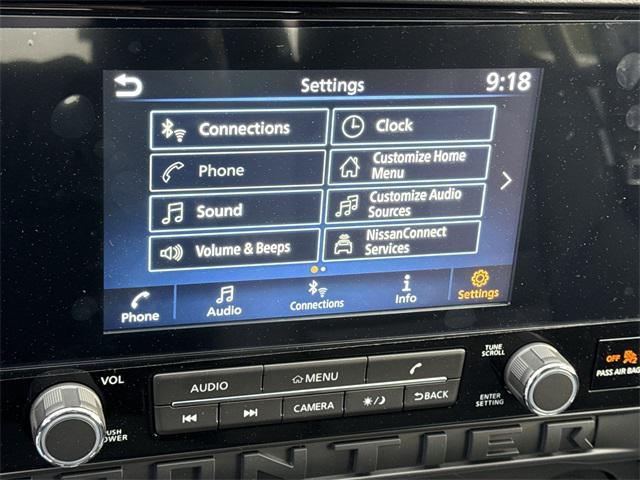 Settings
9:18
Connections
Clock
Phone
Customize Home
Menu
Sound
Customize Audio
Sources
Volume & Beeps
NissanConnect
Services
Phone
Audio
Connections
Info
Settings
VOL
PUSH
POWER
AUDIO
MENU
CAMERA
BACK
TUNE
SCROLL
ENTER
SETTING
OFF
PASS AIR BAG
FRONTIER